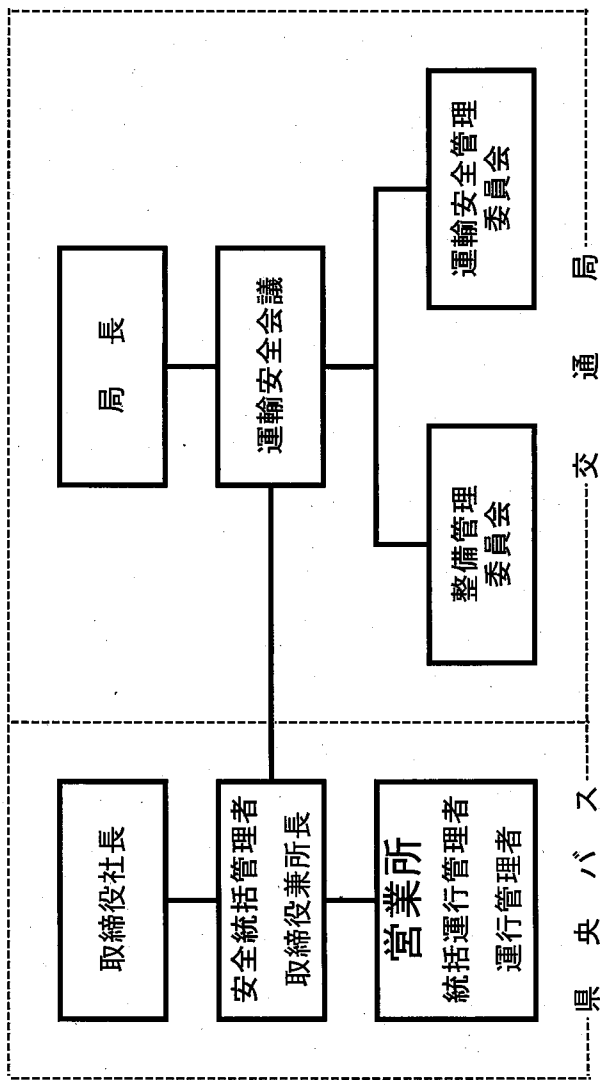 取締役社長
安全統括管理者
取締役兼所長
営業所
統括運行管理者
運行管理者
県央バス
局長
運輸安全会議
整備管理
委員会
運輸安全管理
委員会
交通局